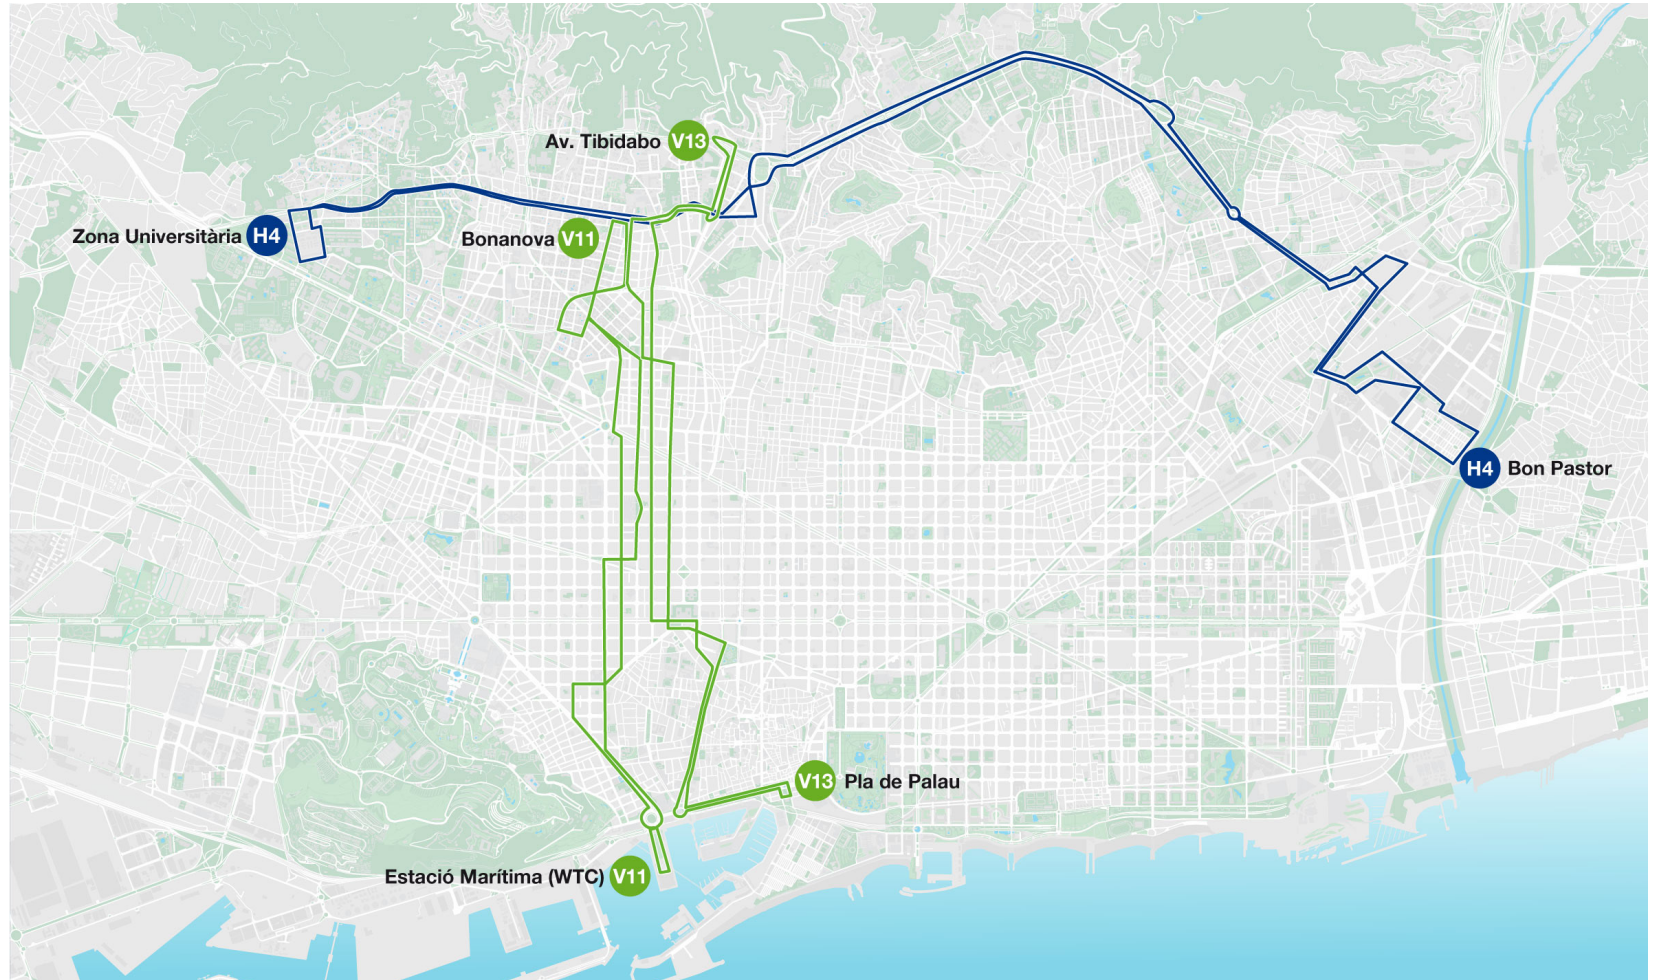 Av. Tibidabo V13
Zona Universitària H4
Bonanova V11
H4 Bon Pastor
V13 Pla de Palau
Estació Marítima (WTC) V11